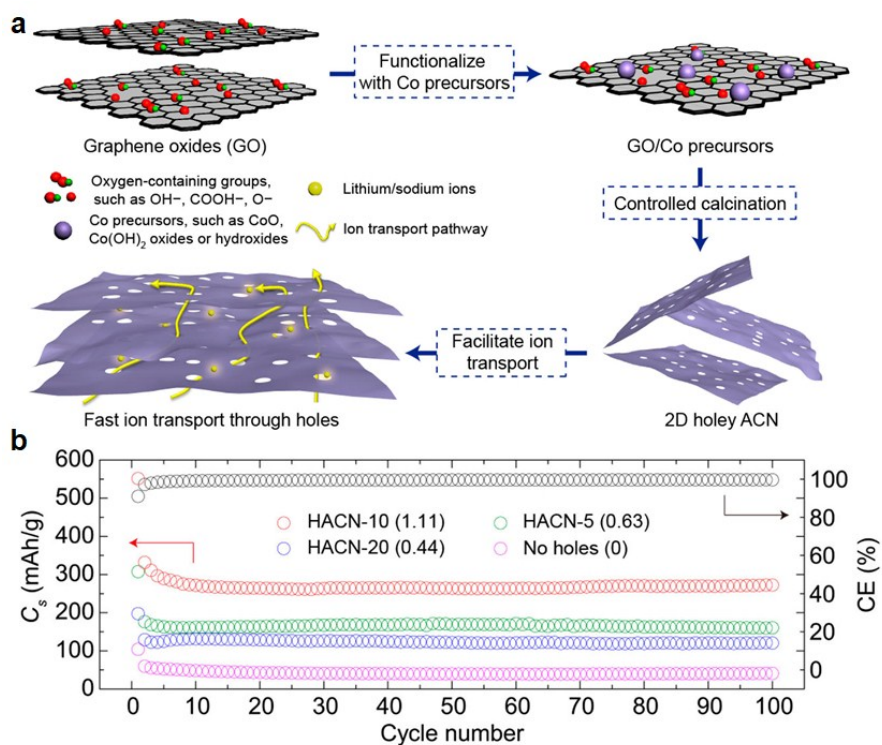 a
Functionalize
with Co precursors
Graphene oxides (GO)
GO/Co precursors
Oxygen-containing groups,
such as OH−, COOH−, O−
Lithium/sodium ions
Co precursors, such as CoO,
Co(OH)2 oxides or hydroxides
Ion transport pathway
Controlled calcination
Facilitate ion
transport
Fast ion transport through holes
2D holey ACN
b
600
500
400
300
200
100
0
Cs (mAh/g)
HACN-10 (1.11)
HACN-5 (0.63)
HACN-20 (0.44)
No holes (0)
100
80
60
40
20
0
CE (%)
0 10 20 30 40 50 60 70 80 90 100
Cycle number